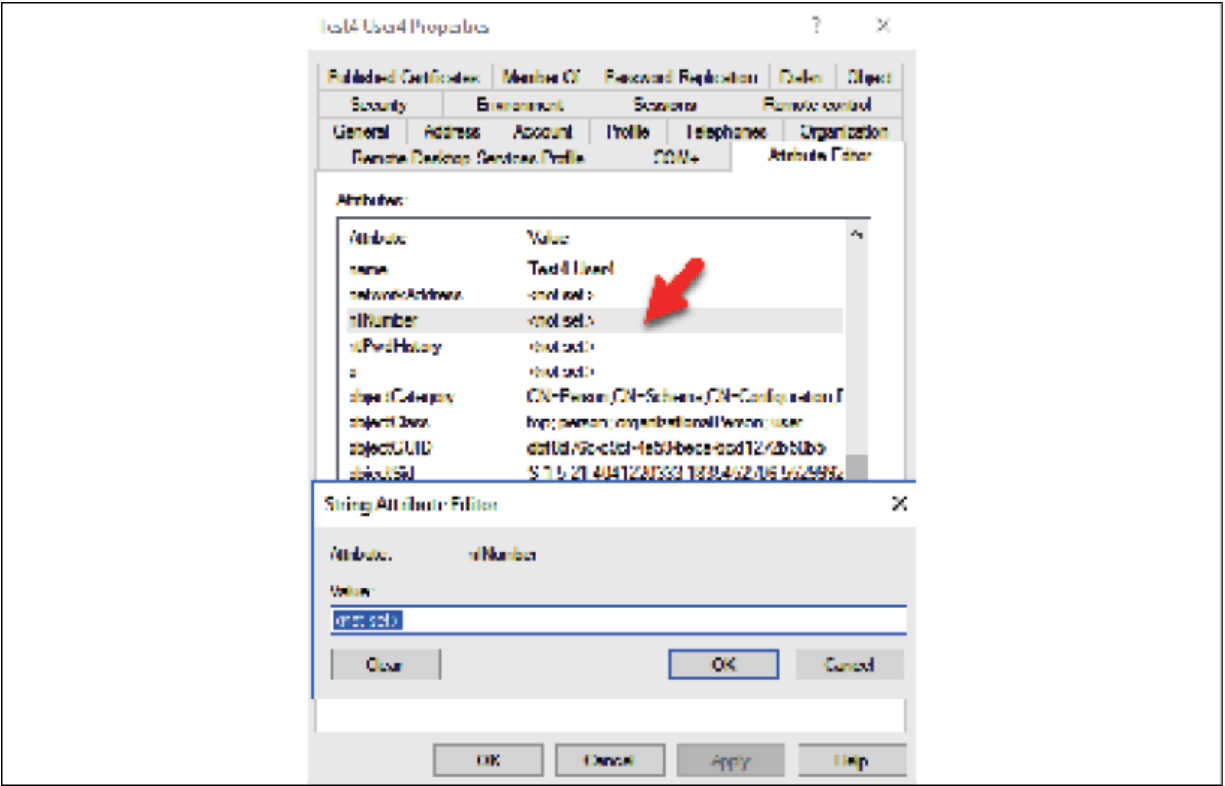 Test4 User4 Properties ? ×
Published Certificates Member Of Password Replication Dial-in Object
Security Environment Sessions Remote control
General Address Account Profile Telephones Organization
Remote Desktop Services Profile COM+ Attribute Editor
Attributes:
Attribute Value
name Test4 User4
networkAddress <not set>
<not set>
ntPwdHistory <not set>
o <not set>
objectCategory CN=Person,CN=Schema,CN=Configuration
objectClass top; person; organizationalPerson; user
objectGUID
objectSid
String Attribute Editor ×
Attribute:
Value:
<not set>
Clear OK Cancel
OK Cancel Apply Help